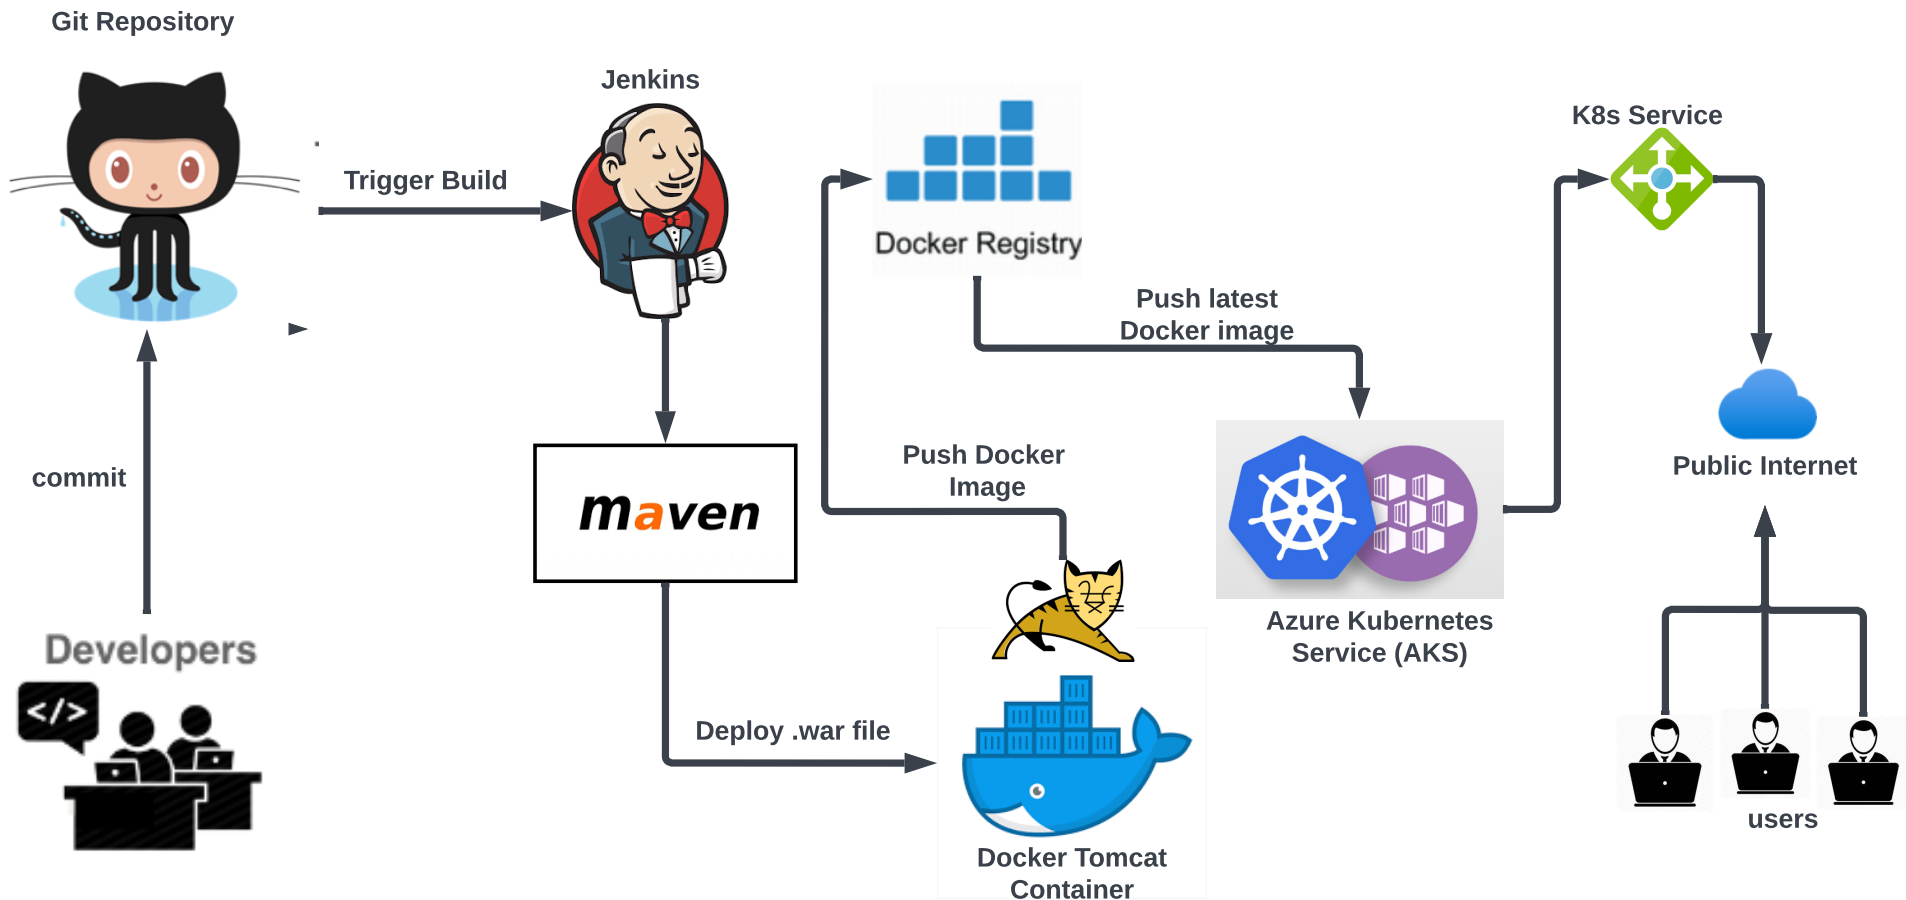 Git Repository
Jenkins
Trigger Build
Docker Registry
K8s Service
Push latest
Docker image
commit
maven
Push Docker
Image
Public Internet
Azure Kubernetes
Service (AKS)
Developers
</>
Deploy .war file
Docker Tomcat
Container
users